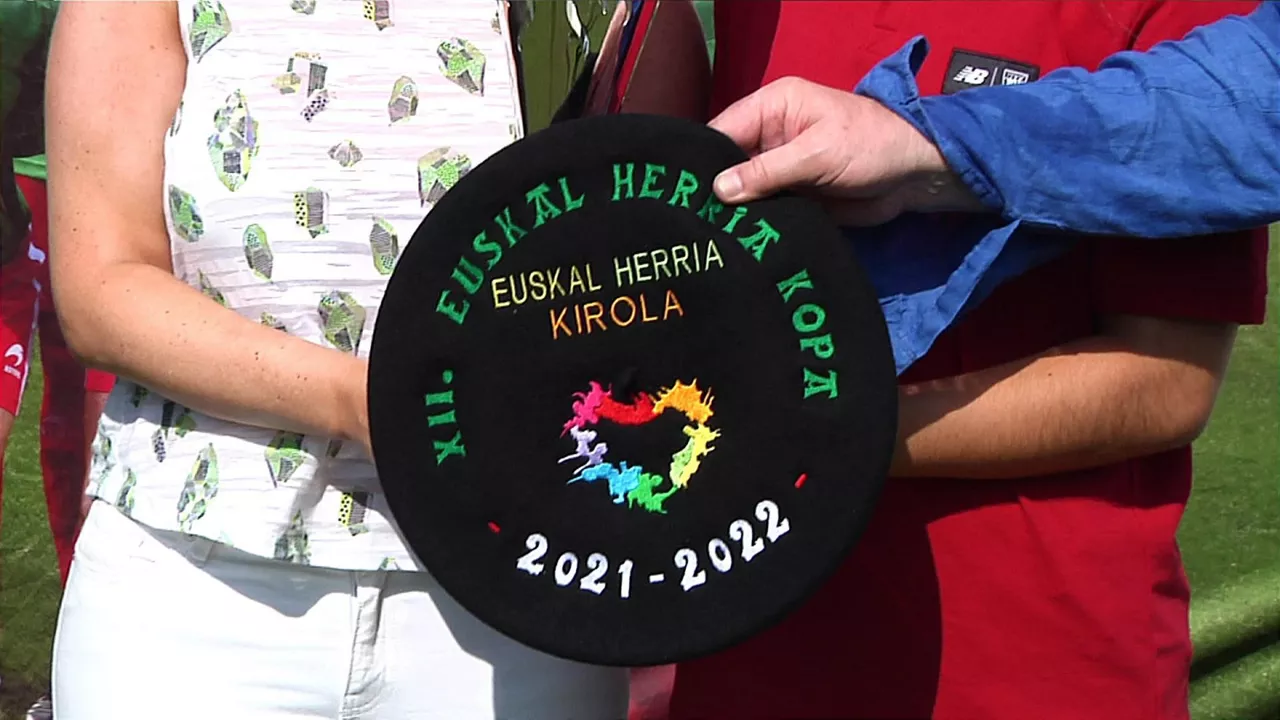 XII. EUSKAL HERRIA KOPA
EUSKAL HERRIA
KIROLA
2021-2022